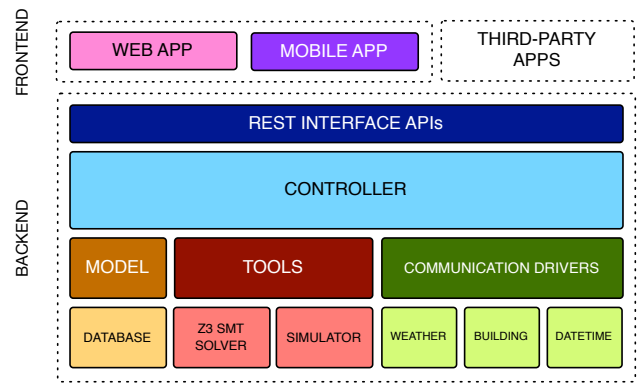 FRONTEND
WEB APP
MOBILE APP
THIRD-PARTY
APPS
BACKEND
REST INTERFACE APIs
CONTROLLER
MODEL
TOOLS
COMMUNICATION DRIVERS
DATABASE
Z3 SMT
SOLVER
SIMULATOR
WEATHER
BUILDING
DATETIME